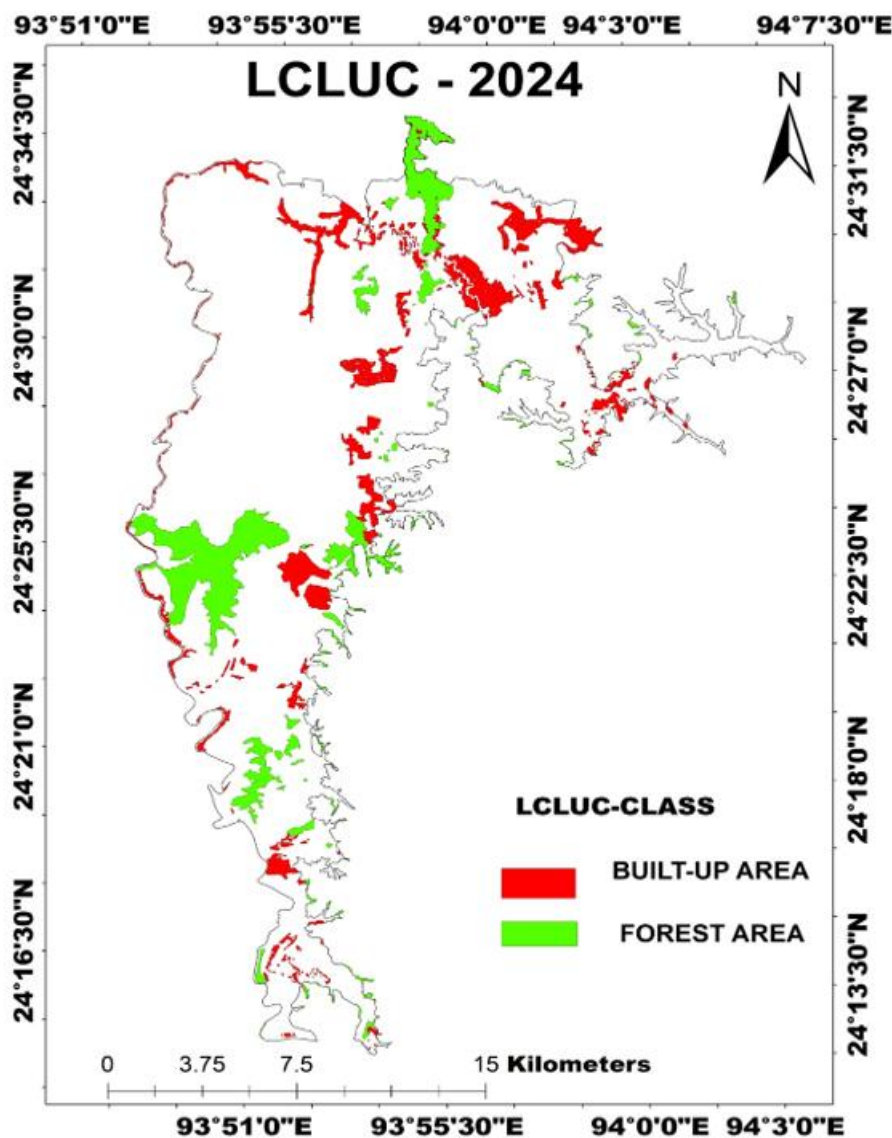 93°51'0"E 93°55'30"E 94°0'0"E 94°4'30"E 94°7'30"E
LCLUC - 2024
N
24°34'30"N
24°31'30"N
24°30'0"N
24°27'0"N
24°25'30"N
24°22'30"N
24°21'0"N
24°18'0"N
LCLUC-CLASS
BUILT-UP AREA
FOREST AREA
24°16'30"N
24°13'30"N
0 3.75 7.5 15 Kilometers
93°51'0"E 93°55'30"E 94°0'0"E 94°3'0"E